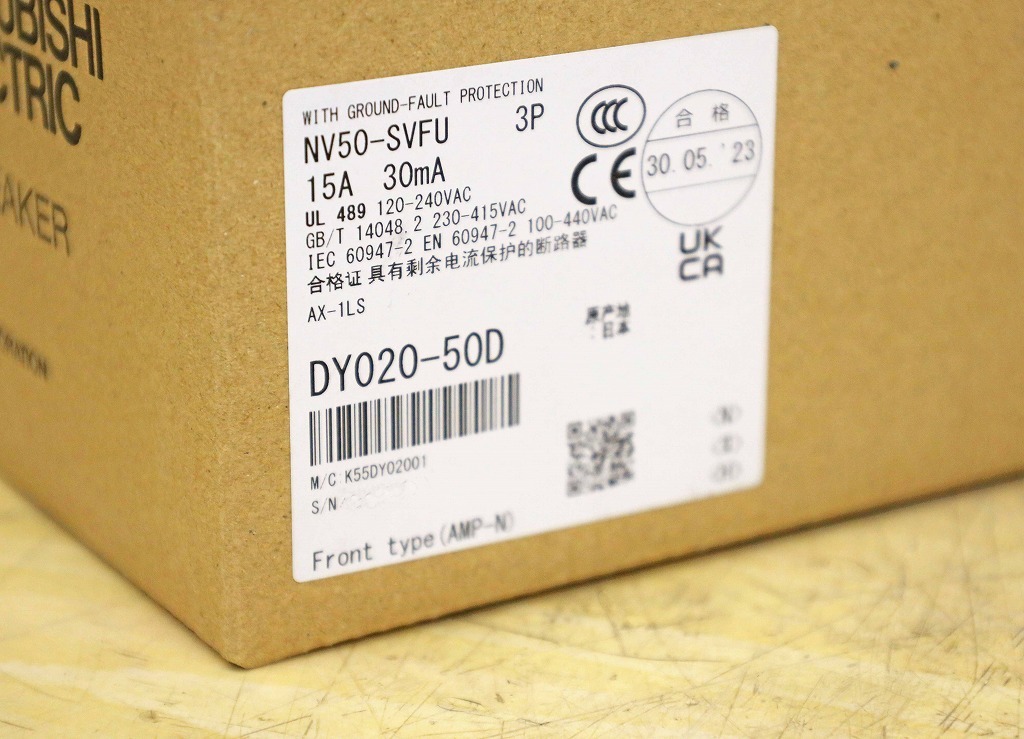 UBISHI
CTRIC
AKER
ORATION
WITH GROUND-FAULT PROTECTION
NV50-SVFU 3P
15A 30mA
UL 489 120-240VAC
GB/T 14048.2 230-415VAC
IEC 60947-2 EN 60947-2 100-440VAC
合格证 具有剩余电流保护的断路器
AX-1LS
CCC
CE
合格
30.05.'23
UK
CA
原产地
:日本
DY020-50D
M/C:K55DY02001
S/N
Front type(AMP-N)